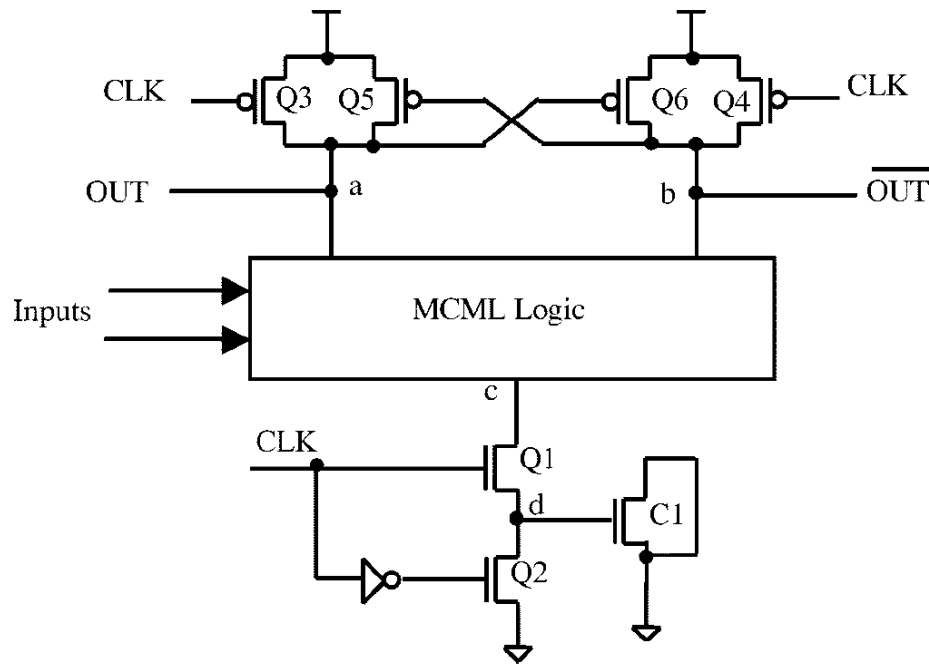 CLK
Q3
Q5
Q6
Q4
CLK
OUT
a
b
OUT
Inputs
MCML Logic
c
CLK
Q1
d
C1
Q2